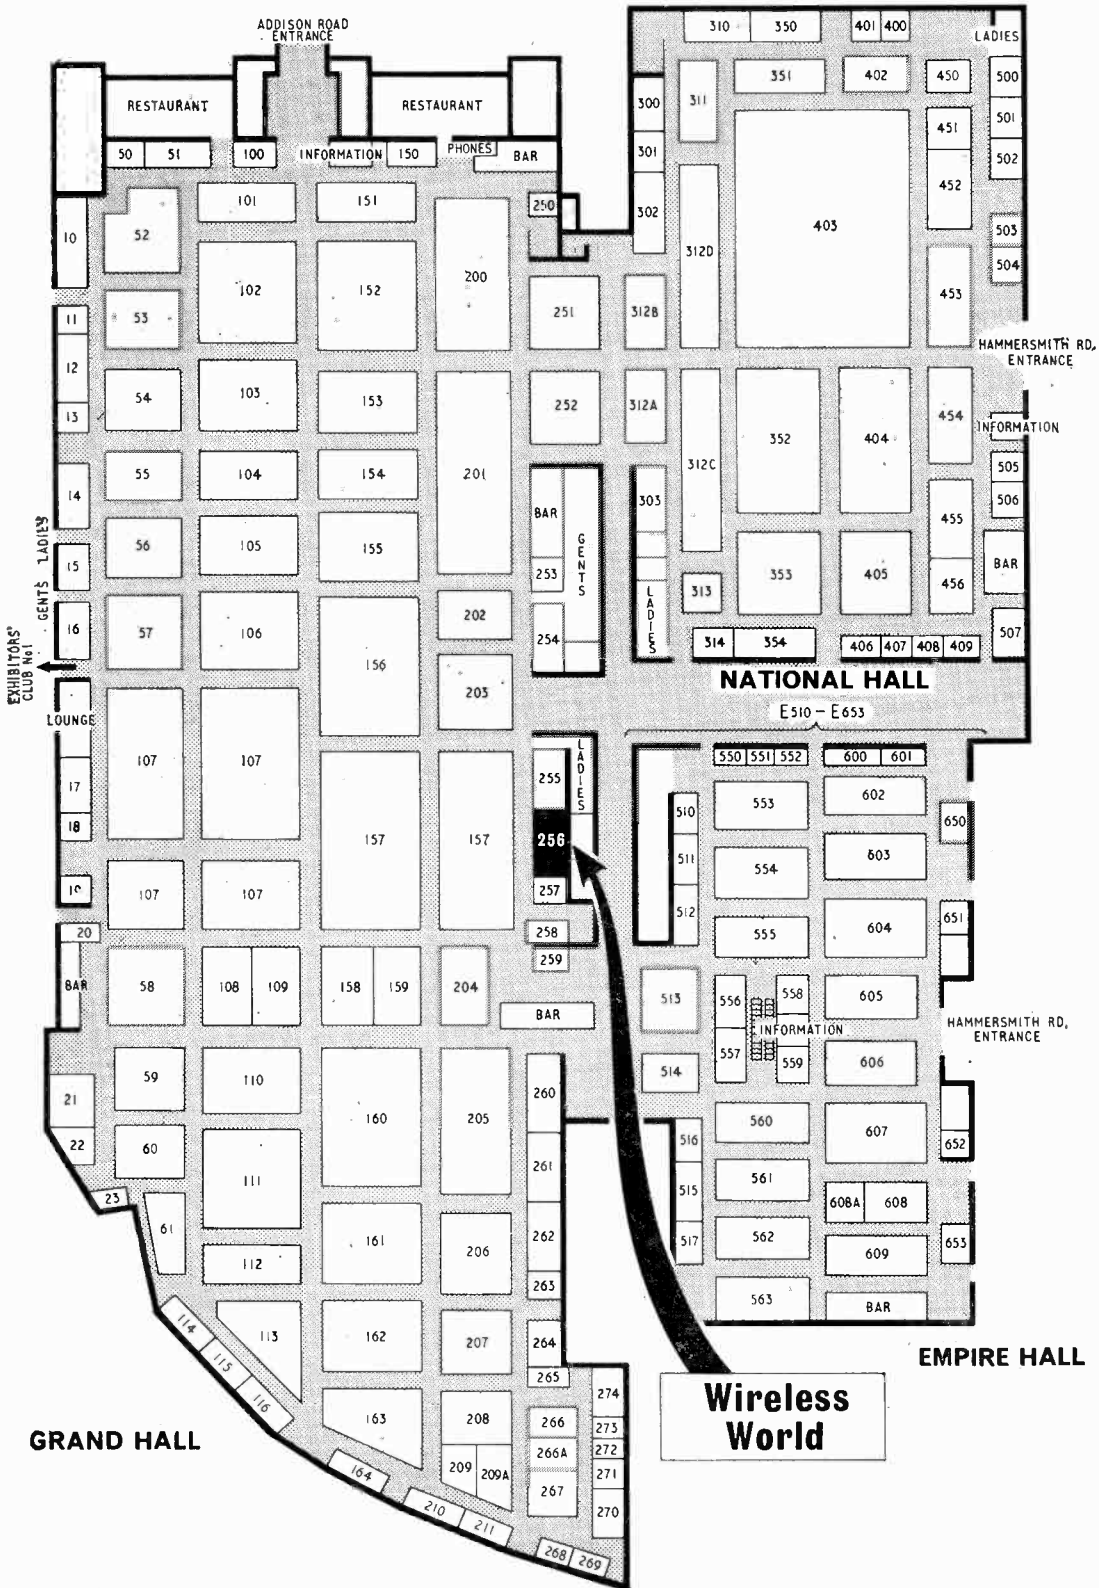 ADDISON ROAD
ENTRANCE
310 350 401 400
LADIES
RESTAURANT RESTAURANT
351 402 450 500
300 311 451 501
50 51 100 INFORMATION 150 PHONES BAR
301 452 502
101 151 250 302 403
10 52 503
312D 504
102 152 200 453
11 53 251 312B
HAMMERSMITH RD,
ENTRANCE
12 103
13 54 153 252 312A 352 404 454
INFORMATION
55 104 154 201 312C 505
14 303 506
LADIES
56 105 155 BAR GENTS 455
15 253 353 405 BAR
GENTS
313 456
LADIES
16 57 106 156 202 254
314 354 406 407 408 409 507
EXHIBITORS'
CLUB No1
NATIONAL HALL
203
E510 – E653
LOUNGE
LADIES
107 107 255 550 551 552 600 601
17 553 602
18 510 650
157 157 256 511 554 603
19 107 107 257 512
20 258 555 604 651
259
BAR 58 108 109 158 159 204 513 556 558 605
BAR
INFORMATION
HAMMERSMITH RD,
ENTRANCE
59 110 514 557 559 606
21 160 205 260
22 60 560 607
516 652
111 261
23 561
61 515 608A 608
161 206 262 517 562 653
112 609
263
114 113 162 207 264 563 BAR
115
EMPIRE HALL
265
116 274
Wireless
World
163 208 266 273
GRAND HALL
266A 272
164 209 209A 271
267
210 211 270
268 269